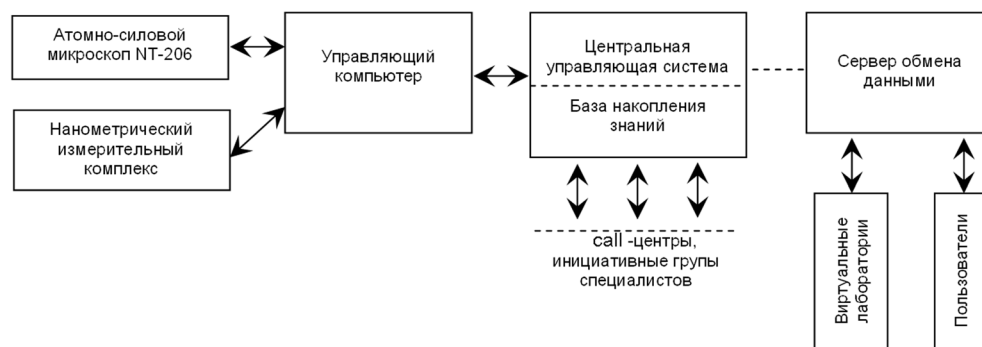 Атомно-силовой
микроскоп NT-206
Нанометрический
измерительный
комплекс
Управляющий
компьютер
Центральная
управляющая система
База накопления
знаний
call -центры,
инициативные групы
специалистов
Сервер обмена
данными
Виртуальные
лаборатории
Пользователи